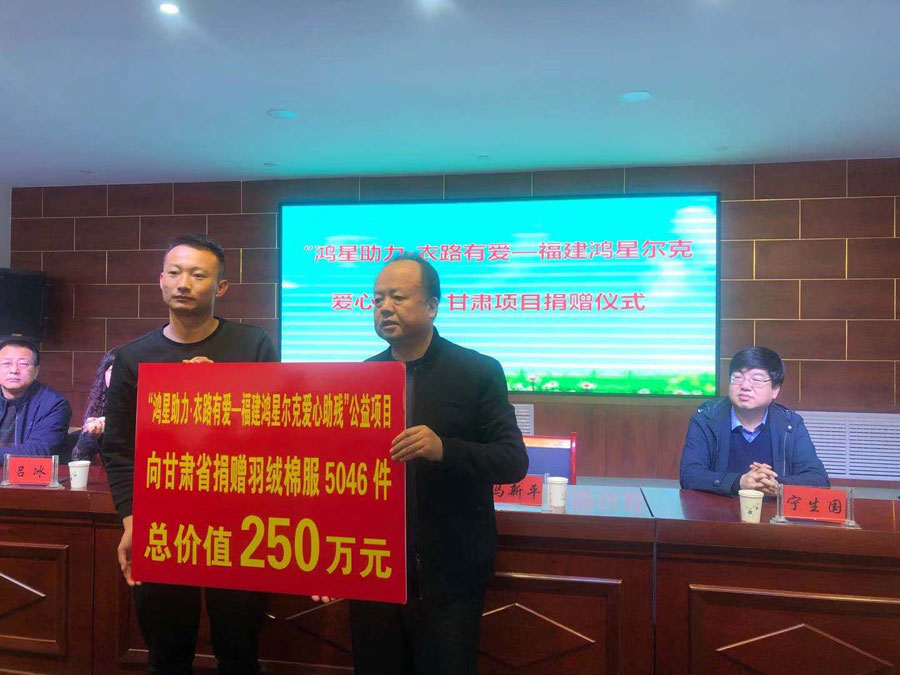 “鸿星助力·衣路有爱—福建鸿星尔克
爱心 甘肃项目捐赠仪式
“鸿星助力·衣路有爱—福建鸿星尔克爱心助残”公益项目
向甘肃省捐赠羽绒棉服 5046 件
总价值 250 万元
吕冰
马新平
宁生国